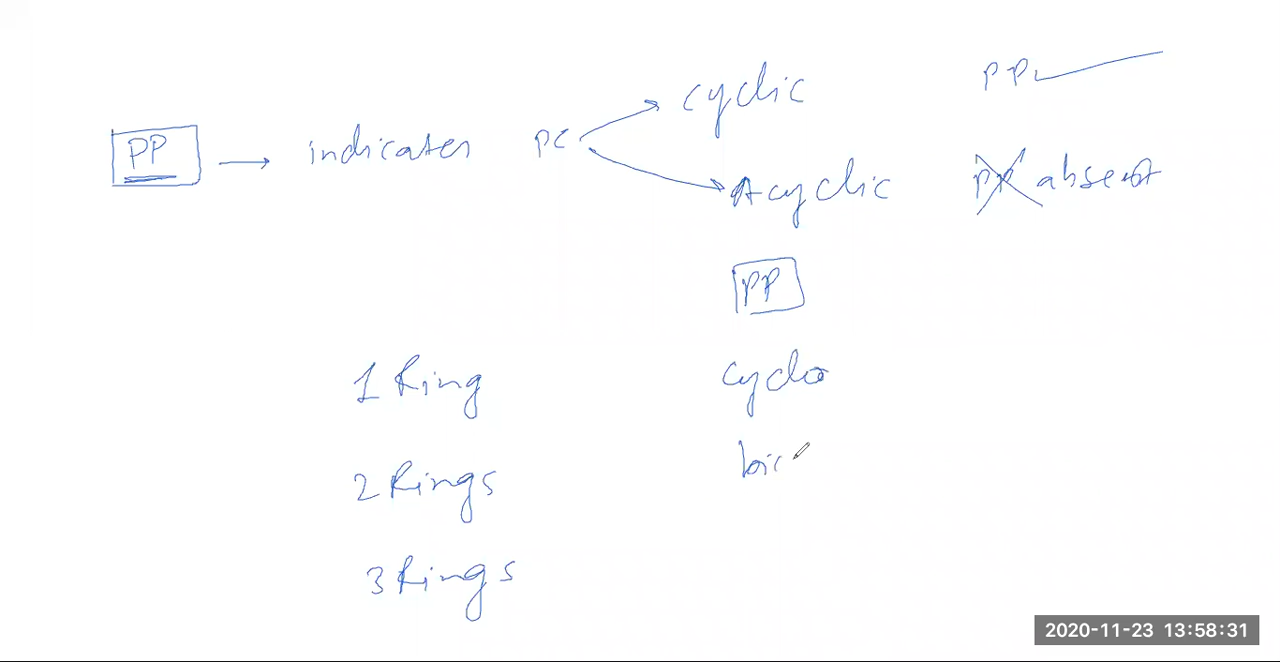 PP → indicates PC cyclic PP
Acyclic PP absent
PP
1 Ring cyclo
2 Rings bic
3 Rings
2020-11-23 13:58:31